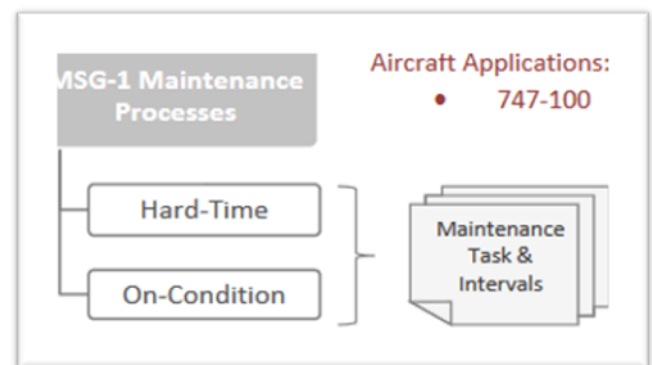 MSG-1 Maintenance
Processes
Aircraft Applications:
• 747-100
Hard-Time
On-Condition
Maintenance
Task &
Intervals